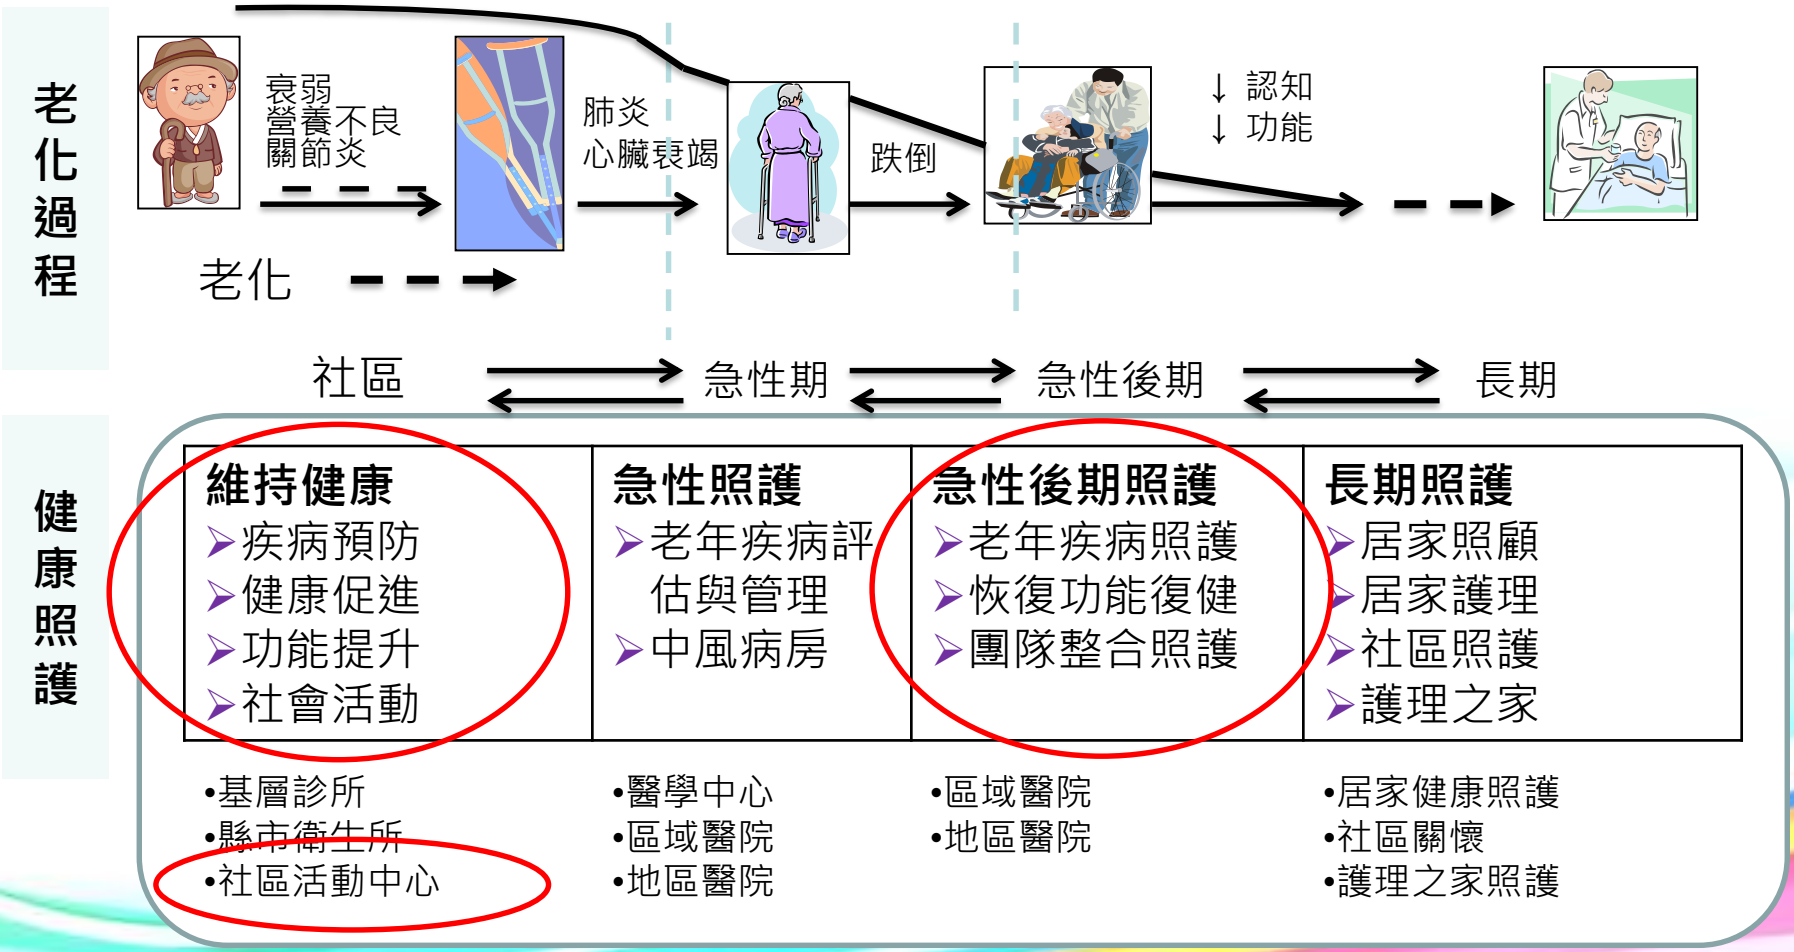 老化過程
衰弱
營養不良
關節炎
肺炎
心臟衰竭
跌倒
↓ 認知
↓ 功能
老化
社區
急性期
急性後期
長期
健康照護
維持健康
➢疾病預防
➢健康促進
➢功能提升
➢社會活動
急性照護
➢老年疾病評
估與管理
➢中風病房
急性後期照護
➢老年疾病照護
➢恢復功能復健
➢團隊整合照護
長期照護
➢居家照顧
➢居家護理
➢社區照護
➢護理之家
•基層診所
•縣市衛生所
•社區活動中心
•醫學中心
•區域醫院
•地區醫院
•區域醫院
•地區醫院
•居家健康照護
•社區關懷
•護理之家照護